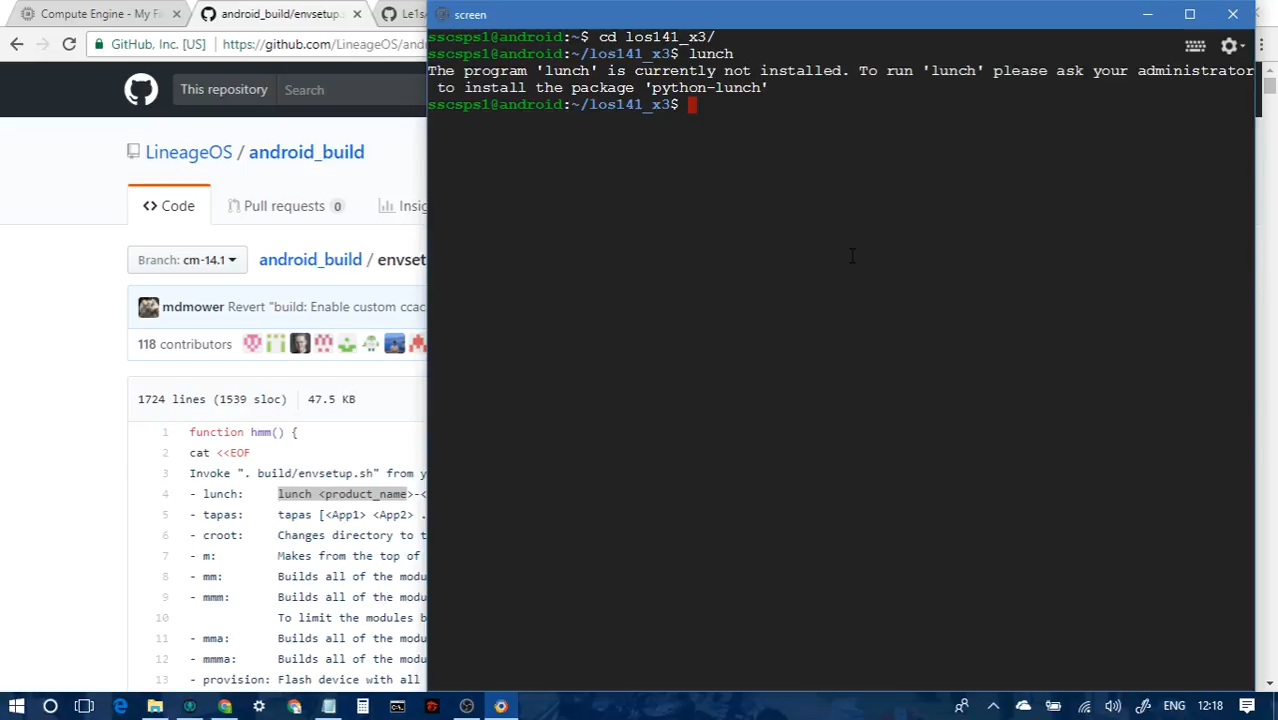 Compute Engine - My Fi
android_build/envsetup.s
Le1s/
screen
GitHub, Inc. [US]
https://github.com/LineageOS/and
sscsps1@android:~$ cd los141_x3/
sscsps1@android:~/los141_x3$ lunch
The program 'lunch' is currently not installed. To run 'lunch' please ask your administrator
to install the package 'python-lunch'
sscsps1@android:~/los141_x3$
This repository
Search
LineageOS / android_build
Code
Pull requests 0
Insig
Branch: cm-14.1
android_build / envset
mdmower Revert "build: Enable custom ccac
118 contributors
1724 lines (1539 sloc)
47.5 KB
1 function hmm() {
2 cat <<EOF
3 Invoke ". build/envsetup.sh" from y
4 - lunch: lunch <product_name>-<
5 - tapas: tapas [<App1> <App2> .
6 - croot: Changes directory to t
7 - m: Makes from the top of
8 - mm: Builds all of the modu
9 - mmm: Builds all of the modu
10 To limit the modules b
11 - mma: Builds all of the modu
12 - mmma: Builds all of the modu
13 - provision: Flash device with all
ENG
12:18